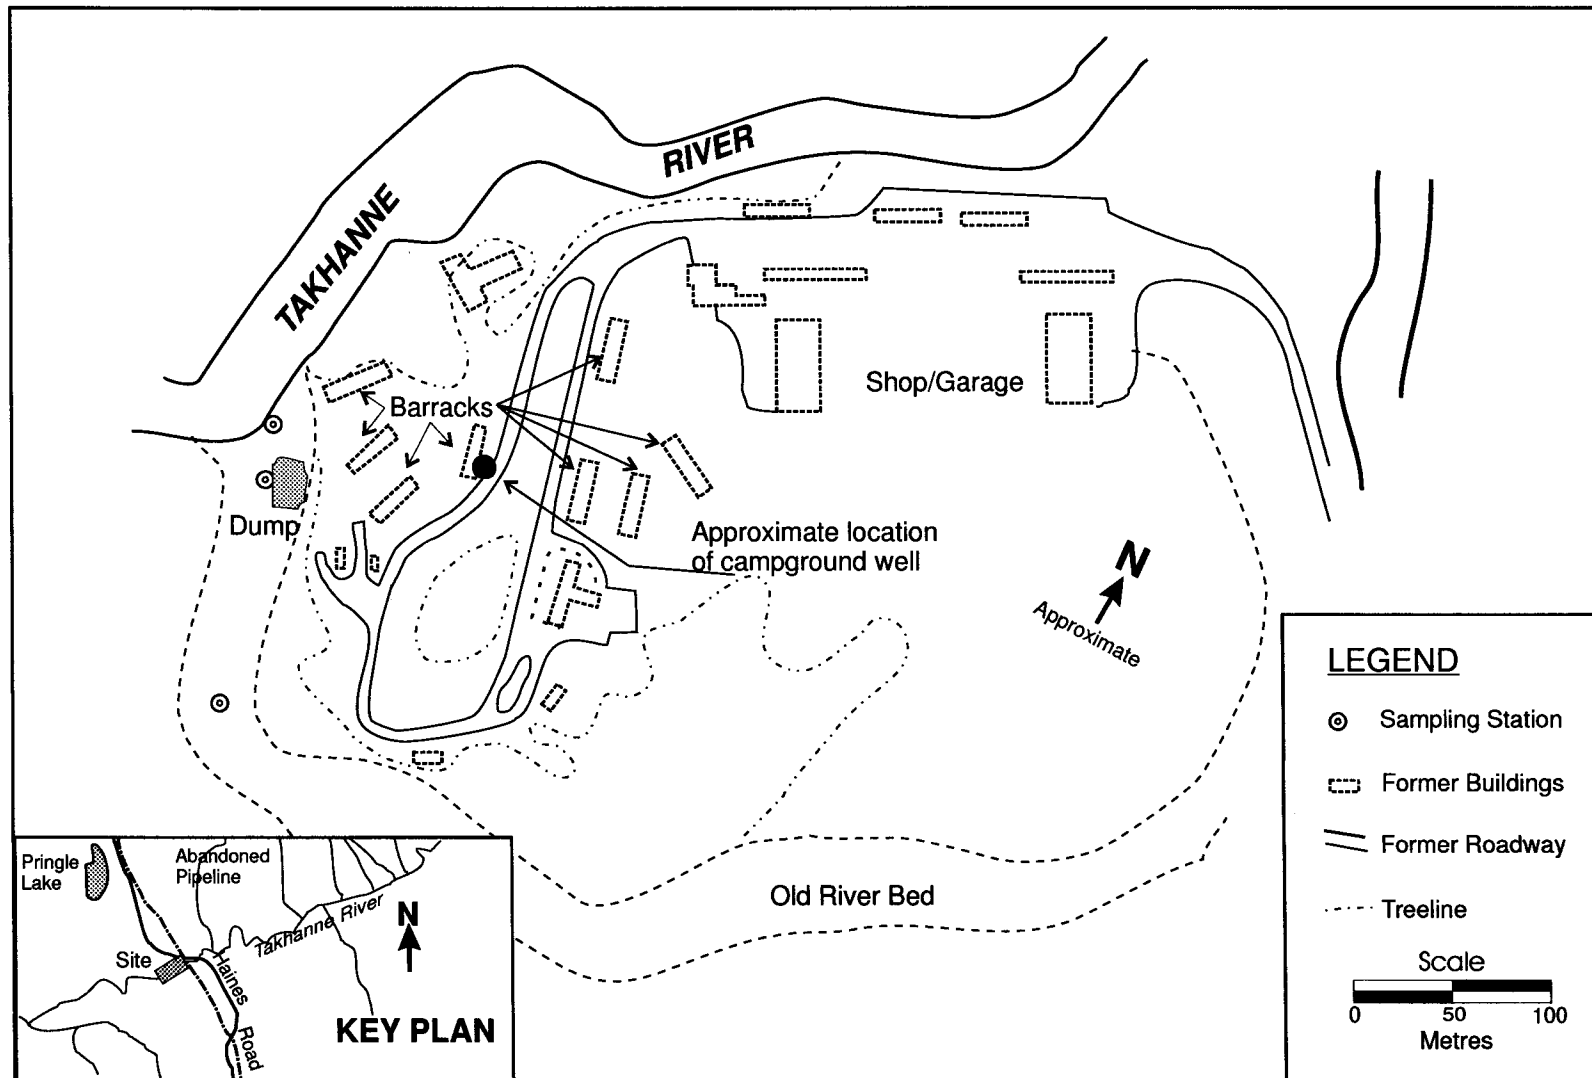 TAKHANNE
RIVER
Barracks
Shop/Garage
Dump
Approximate location
of campground well
N
Approximate
Old River Bed
LEGEND
Sampling Station
Former Buildings
Former Roadway
Treeline
Scale
0 50 100
Metres
Pringle
Lake
Abandoned
Pipeline
Takhanne River
N
Site
Haines
Road
KEY PLAN